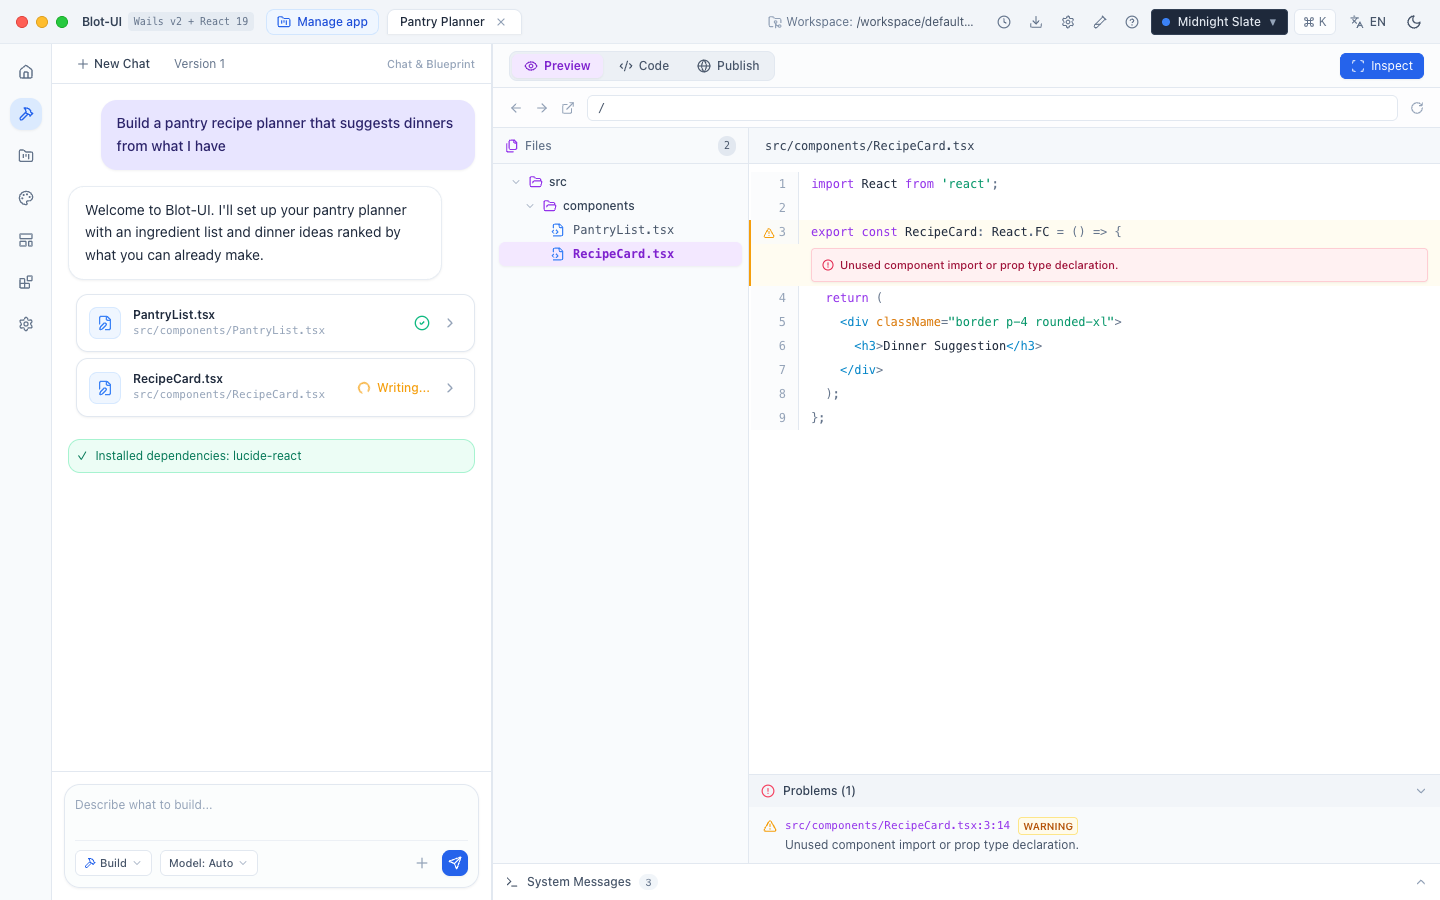 Blot-UI Wails v2 + React 19 Manage app Pantry Planner Workspace: /workspace/default... Midnight Slate ▾ ⌘ K EN
New Chat Version 1 Chat & Blueprint
Build a pantry recipe planner that suggests dinners
from what I have
Welcome to Blot-UI. I'll set up your pantry planner
with an ingredient list and dinner ideas ranked by
what you can already make.
PantryList.tsx
src/components/PantryList.tsx
RecipeCard.tsx
src/components/RecipeCard.tsx
Writing...
Installed dependencies: lucide-react
Describe what to build...
Build Model: Auto
Preview Code Publish Inspect
/
Files 2
src
components
PantryList.tsx
RecipeCard.tsx
src/components/RecipeCard.tsx
1 import React from 'react';
2
3 export const RecipeCard: React.FC = () => {
Unused component import or prop type declaration.
4 return (
5 <div className="border p-4 rounded-xl">
6 <h3>Dinner Suggestion</h3>
7 </div>
8 );
9 };
Problems (1)
src/components/RecipeCard.tsx:3:14 WARNING
Unused component import or prop type declaration.
System Messages 3